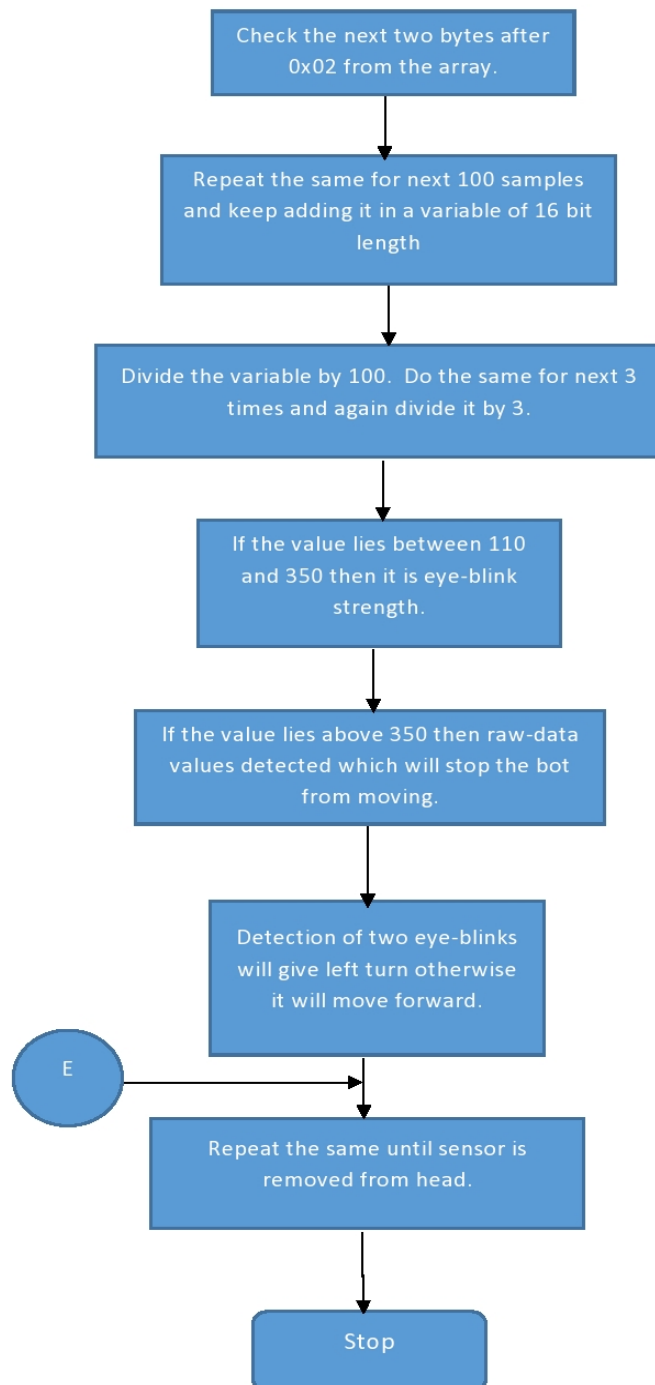 Check the next two bytes after
0x02 from the array.
Repeat the same for next 100 samples
and keep adding it in a variable of 16 bit
length
Divide the variable by 100. Do the same for next 3
times and again divide it by 3.
If the value lies between 110
and 350 then it is eye-blink
strength.
If the value lies above 350 then raw-data
values detected which will stop the bot
from moving.
Detection of two eye-blinks
will give left turn otherwise
it will move forward.
E
Repeat the same until sensor is
removed from head.
Stop